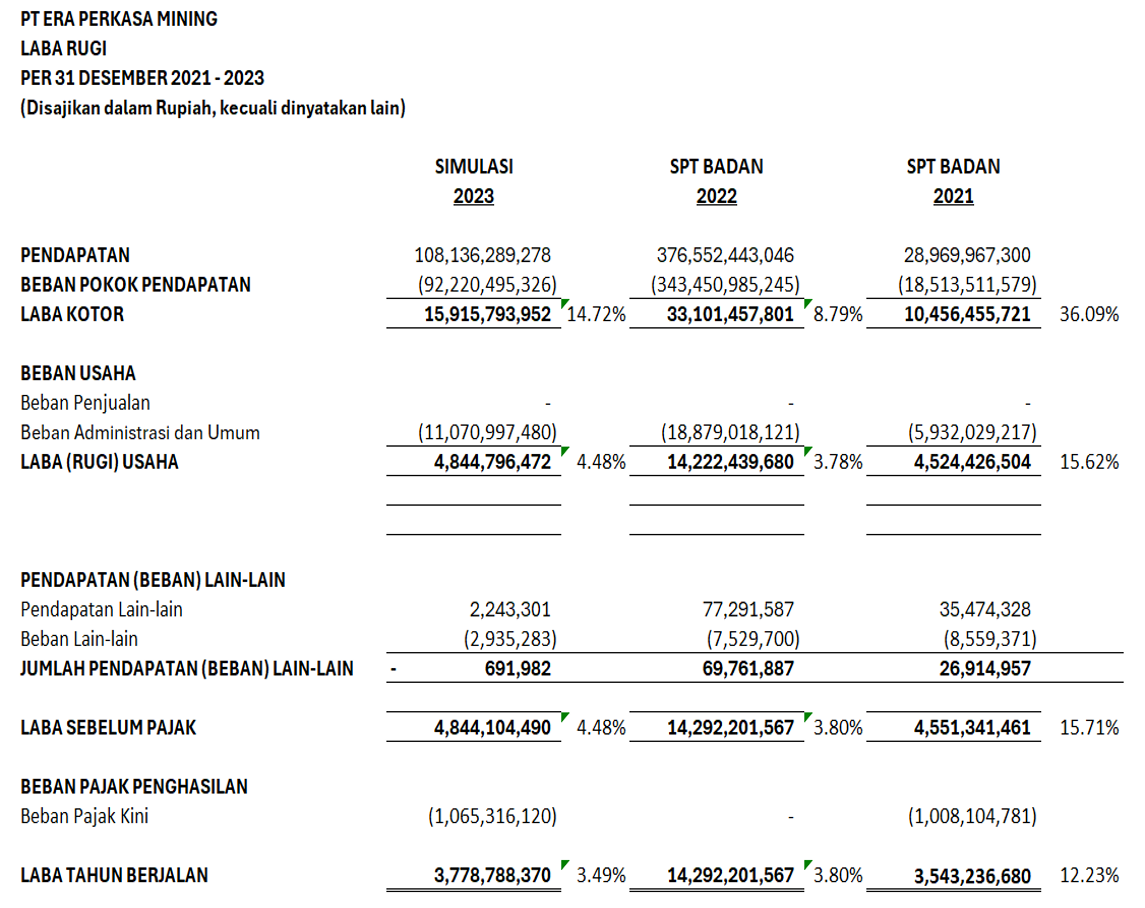 PT ERA PERKASA MINING
LABA RUGI
PER 31 DESEMBER 2021 - 2023
(Disajikan dalam Rupiah, kecuali dinyatakan lain)
SIMULASI SPT BADAN SPT BADAN
2023 2022 2021
PENDAPATAN 108,136,289,278 376,552,443,046 28,969,967,300
BEBAN POKOK PENDAPATAN (92,220,495,326) (343,450,985,245) (18,513,511,579)
LABA KOTOR 15,915,793,952 14.72% 33,101,457,801 8.79% 10,456,455,721 36.09%
BEBAN USAHA
Beban Penjualan - - -
Beban Administrasi dan Umum (11,070,997,480) (18,879,018,121) (5,932,029,217)
LABA (RUGI) USAHA 4,844,796,472 4.48% 14,222,439,680 3.78% 4,524,426,504 15.62%
PENDAPATAN (BEBAN) LAIN-LAIN
Pendapatan Lain-lain 2,243,301 77,291,587 35,474,328
Beban Lain-lain (2,935,283) (7,529,700) (8,559,371)
JUMLAH PENDAPATAN (BEBAN) LAIN-LAIN - 691,982 69,761,887 26,914,957
LABA SEBELUM PAJAK 4,844,104,490 4.48% 14,292,201,567 3.80% 4,551,341,461 15.71%
BEBAN PAJAK PENGHASILAN
Beban Pajak Kini (1,065,316,120) - (1,008,104,781)
LABA TAHUN BERJALAN 3,778,788,370 3.49% 14,292,201,567 3.80% 3,543,236,680 12.23%